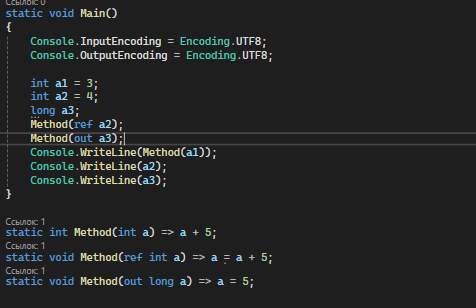 Ссылок: 0
static void Main()
{
Console.InputEncoding = Encoding.UTF8;
Console.OutputEncoding = Encoding.UTF8;
int a1 = 3;
int a2 = 4;
long a3;
Method(ref a2);
Method(out a3);
Console.WriteLine(Method(a1));
Console.WriteLine(a2);
Console.WriteLine(a3);
}
Ссылок: 1
static int Method(int a) => a + 5;
Ссылок: 1
static void Method(ref int a) => a = a + 5;
Ссылок: 1
static void Method(out long a) => a = 5;